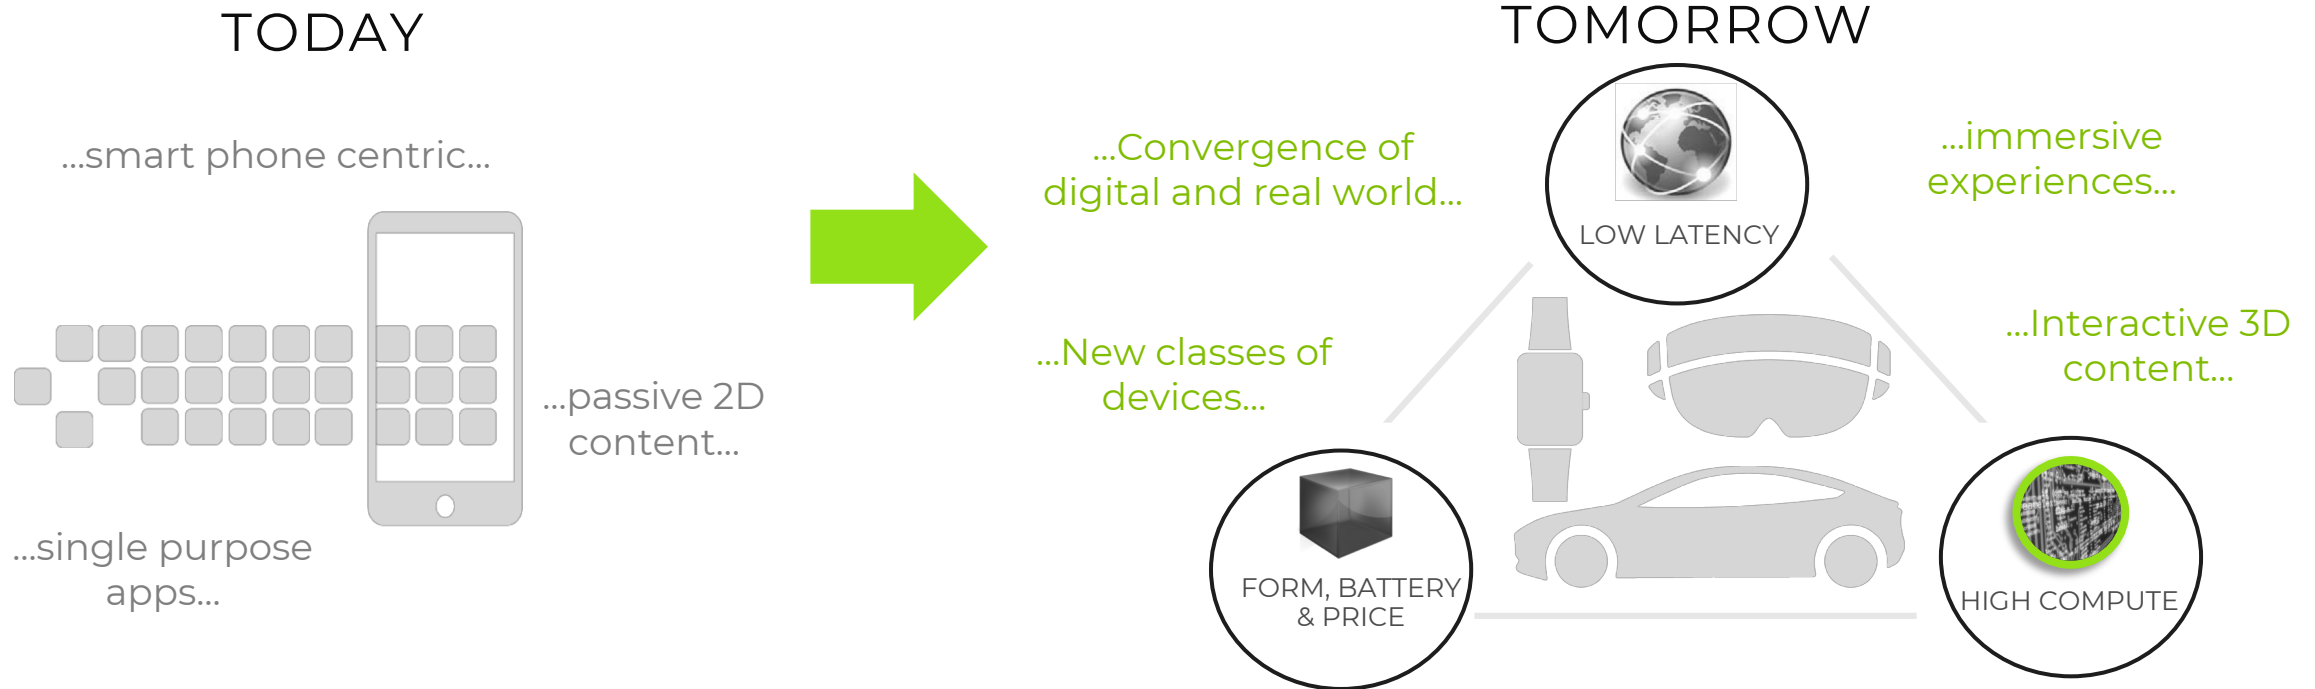 TODAY
...smart phone centric...
...passive 2D
content...
...single purpose
apps...
TOMORROW
...Convergence of
digital and real world...
...immersive
experiences...
LOW LATENCY
...New classes of
devices...
...Interactive 3D
content...
FORM, BATTERY
& PRICE
HIGH COMPUTE